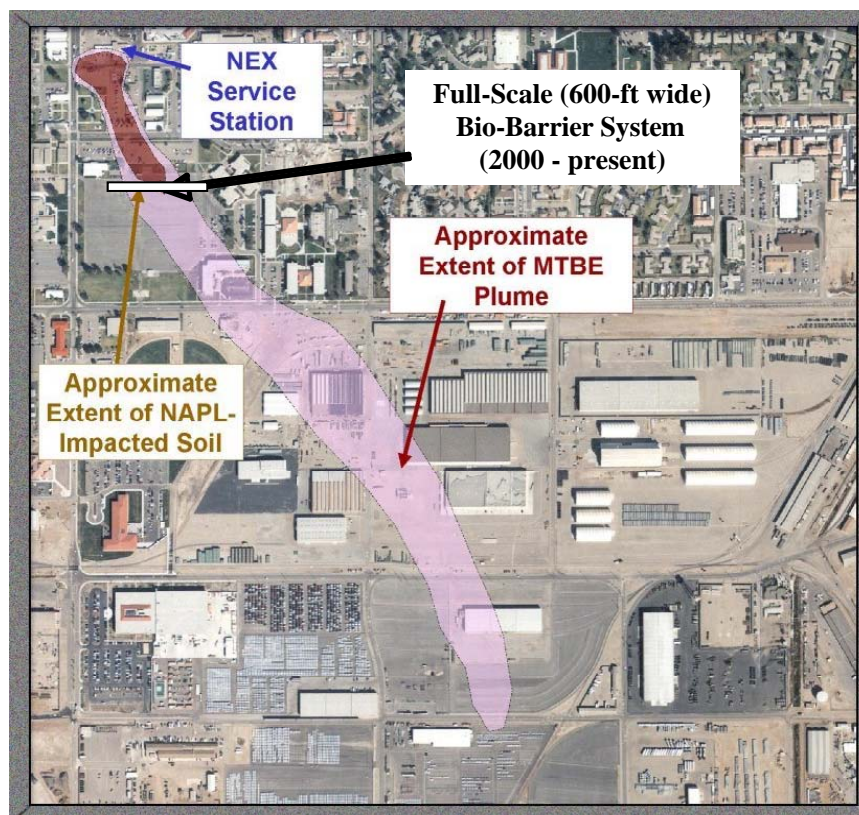 NEX
Service
Station
Full-Scale (600-ft wide)
Bio-Barrier System
(2000 - present)
Approximate
Extent of MTBE
Plume
Approximate
Extent of NAPL-
Impacted Soil